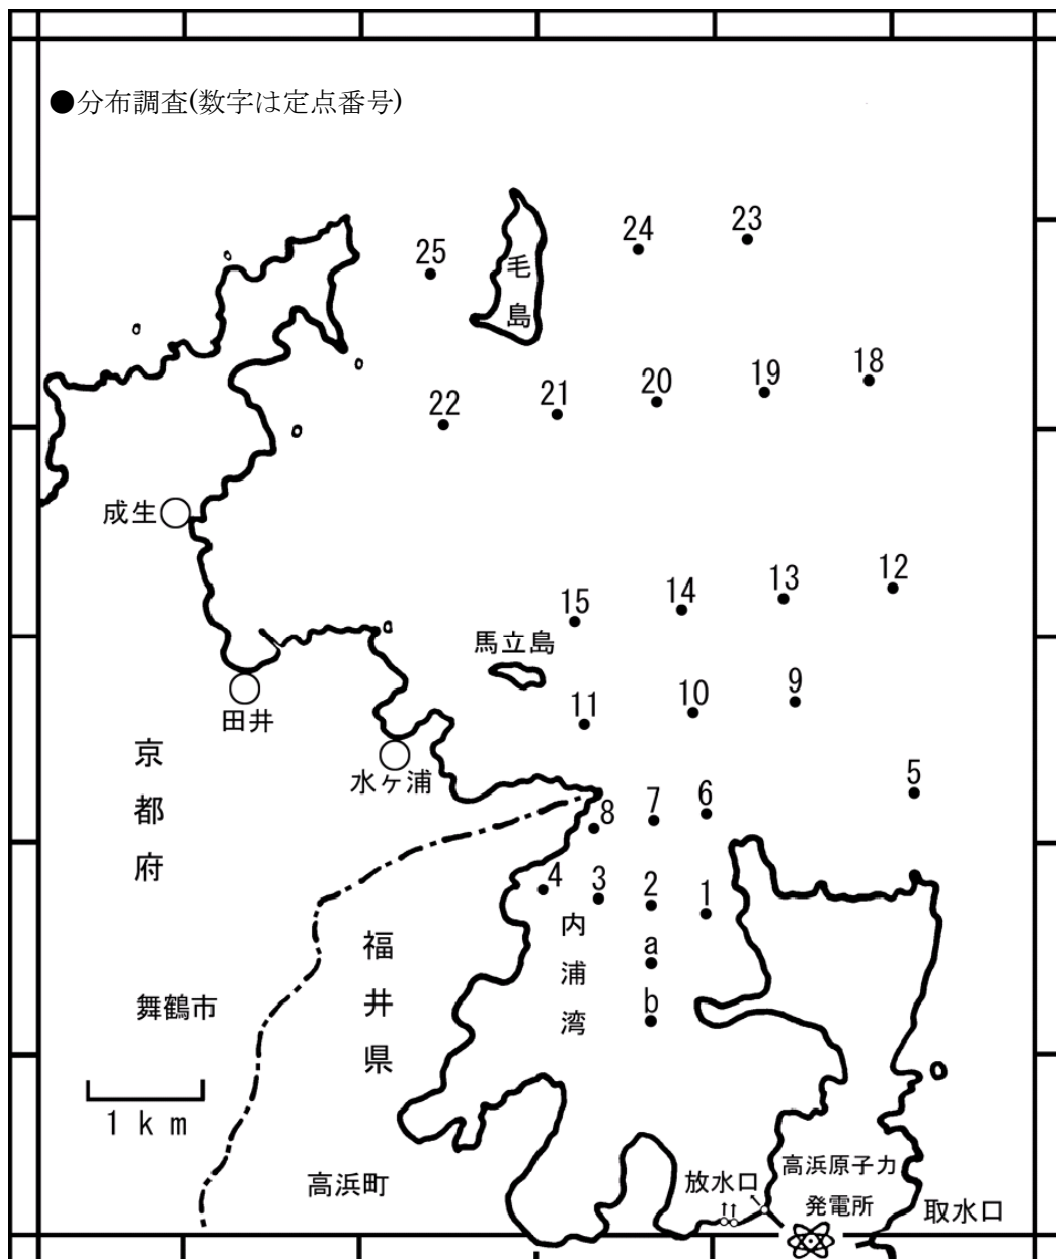 ●分布調査(数字は定点番号)
23
24
25
毛島
18
19
20
21
22
成生
12
13
14
15
馬立島
田井
9
10
11
水ヶ浦
京都府
5
6
7
8
4
3
2
1
内浦湾
a
b
福井県
舞鶴市
1km
高浜町
放水口
高浜原子力
発電所
取水口